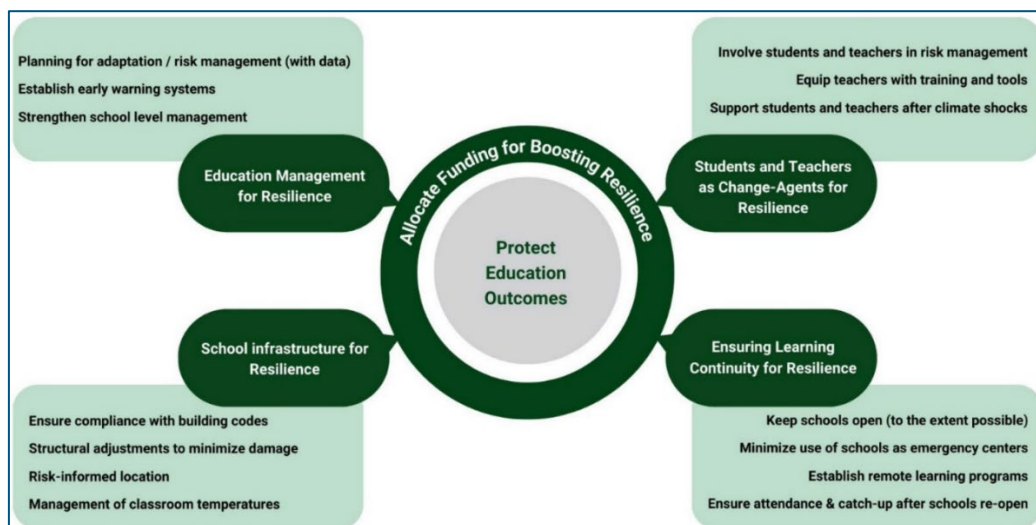 Planning for adaptation / risk management (with data)
Establish early warning systems
Strengthen school level management
Education Management
for Resilience
Involve students and teachers in risk management
Equip teachers with training and tools
Support students and teachers after climate shocks
Students and Teachers
as Change-Agents for
Resilience
Allocate Funding for Boosting Resilience
Protect
Education
Outcomes
School infrastructure for
Resilience
Ensure compliance with building codes
Structural adjustments to minimize damage
Risk-informed location
Management of classroom temperatures
Ensuring Learning
Continuity for Resilience
Keep schools open (to the extent possible)
Minimize use of schools as emergency centers
Establish remote learning programs
Ensure attendance & catch-up after schools re-open